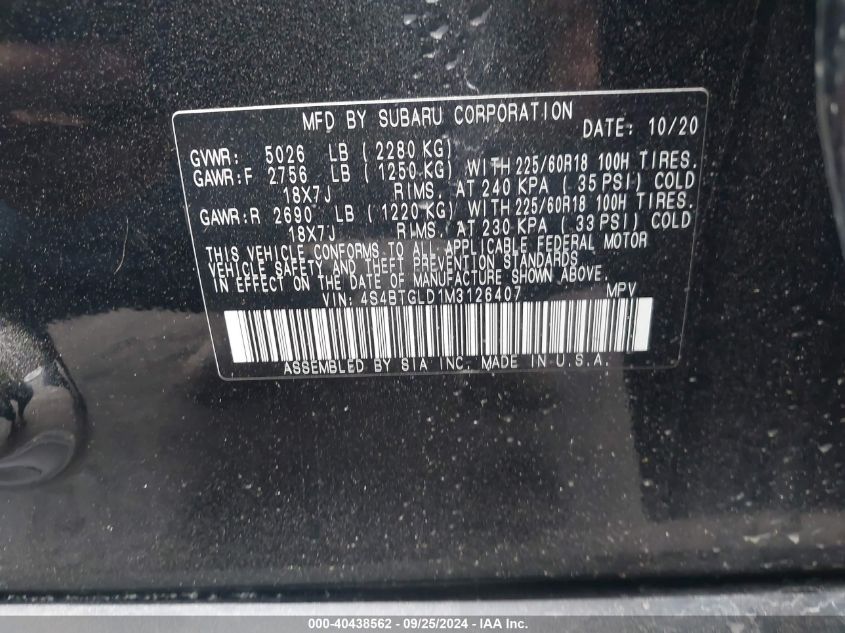 MFD BY SUBARU CORPORATION
DATE: 10/20
GVWR: 5026 LB (2280 KG)
GAWR:F 2756 LB (1250 KG) WITH 225/60R18 100H TIRES.
18X7J RIMS, AT 240 KPA (35 PSI) COLD
GAWR:R 2690 LB (1220 KG) WITH 225/60R18 100H TIRES.
18X7J RIMS, AT 230 KPA (33 PSI) COLD
THIS VEHICLE CONFORMS TO ALL APPLICABLE FEDERAL MOTOR
VEHICLE SAFETY AND THEFT PREVENTION STANDARDS
IN EFFECT ON THE DATE OF MANUFACTURE SHOWN ABOVE.
VIN: 4S4BTGLD1M3126407 MPV
ASSEMBLED BY SIA INC. MADE IN U.S.A.
000-40438562 - 09/25/2024 - IAA Inc.